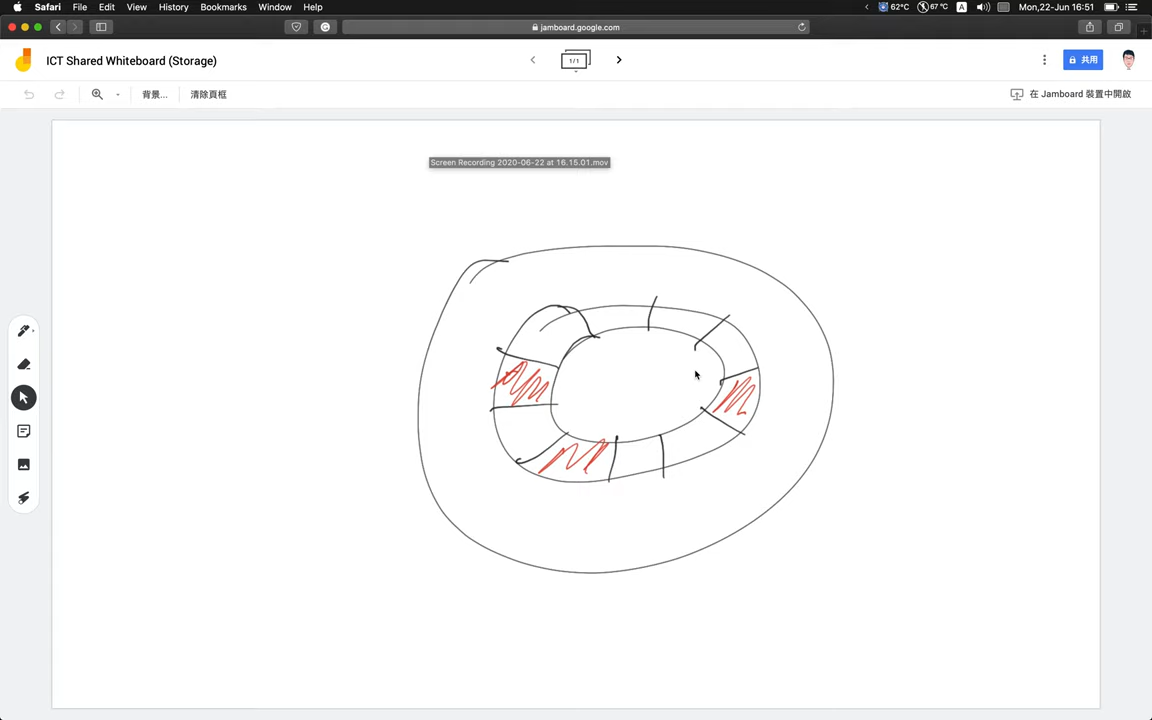 Safari File Edit View History Bookmarks Window Help
62°C 67°C A Mon,22-Jun 16:51
jamboard.google.com
ICT Shared Whiteboard (Storage)
1/1
共用
背景...
清除頁框
在 Jamboard 裝置中開啟
Screen Recording 2020-06-22 at 16.15.01.mov